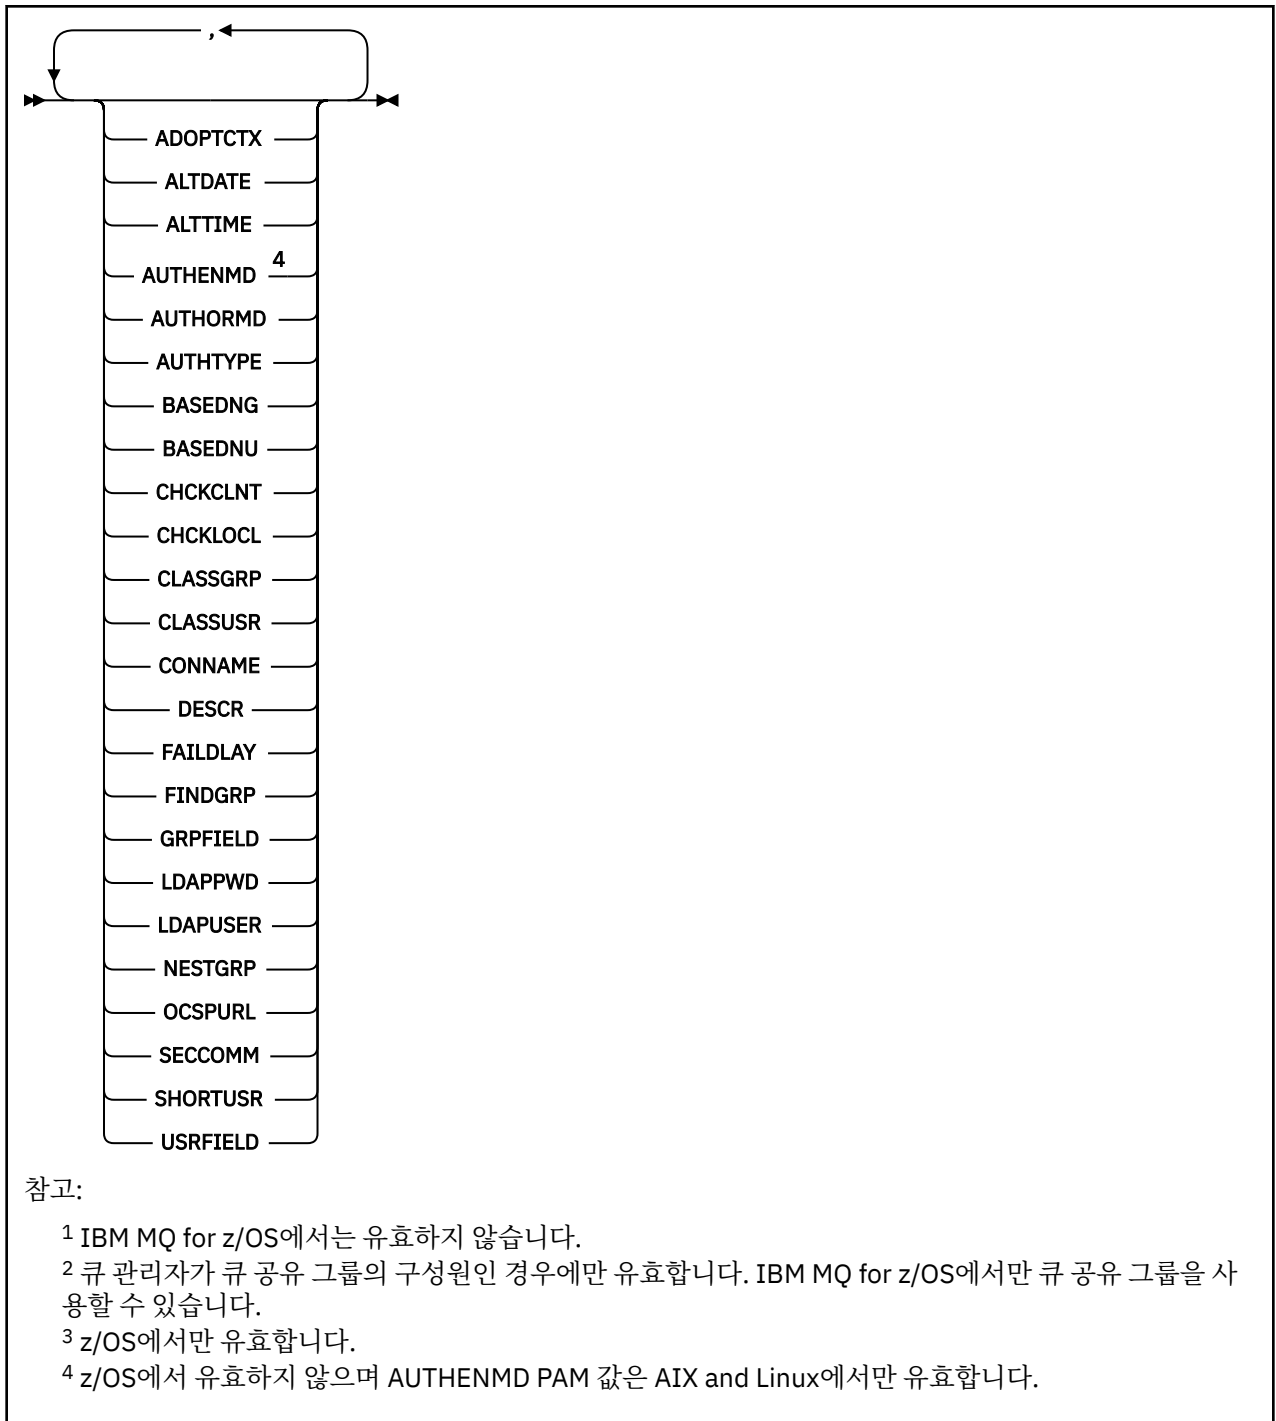 ,
ADOPTCTX
ALTDATE
ALTTIME
AUTHENMD 4
AUTHORMD
AUTHTYPE
BASEDNG
BASEDNU
CHCKCLNT
CHCKLOCL
CLASSGRP
CLASSUSR
CONNAME
DESCR
FAILDLAY
FINDGRP
GRPFIELD
LDAPPWD
LDAPUSER
NESTGRP
OCSPURL
SECCOMM
SHORTUSR
USRFIELD
참고:
1 IBM MQ for z/OS에서는 유효하지 않습니다.
2 큐 관리자가 큐 공유 그룹의 구성원인 경우에만 유효합니다. IBM MQ for z/OS에서만 큐 공유 그룹을 사
용할 수 있습니다.
3 z/OS에서만 유효합니다.
4 z/OS에서 유효하지 않으며 AUTHENMD PAM 값은 AIX and Linux에서만 유효합니다.